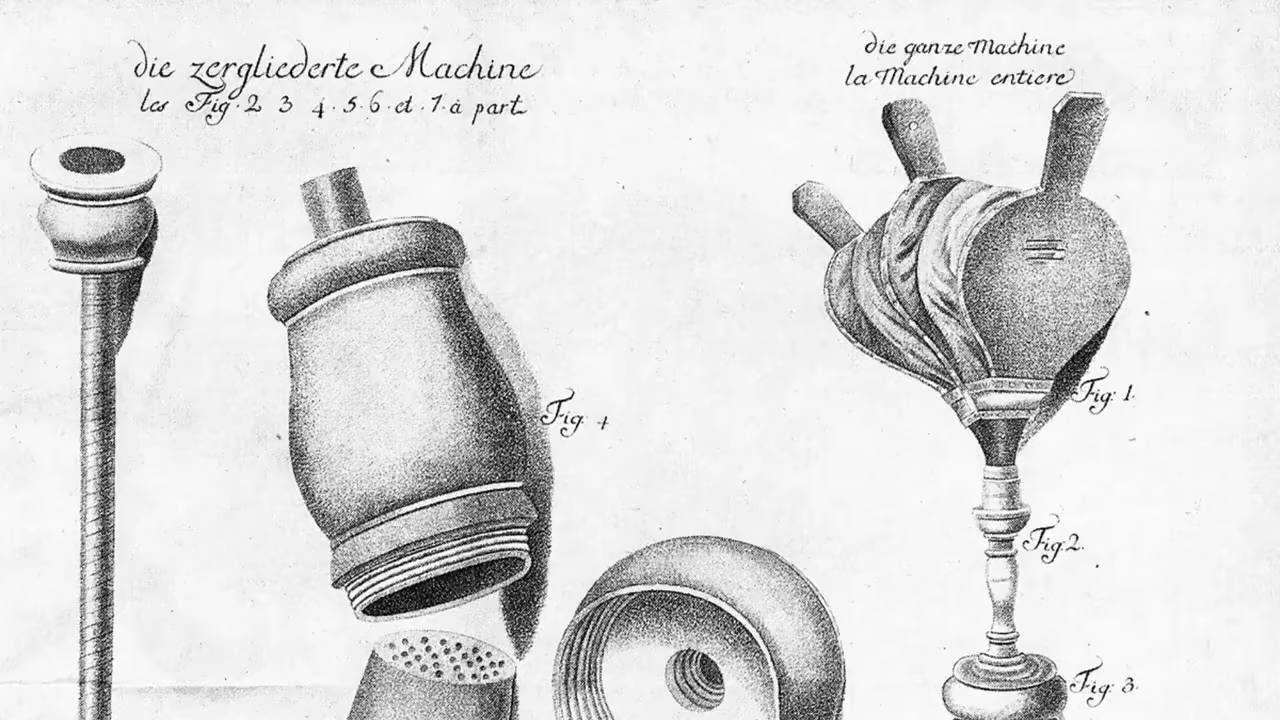 die zergliederte Machine
les Fig. 2 3 4. 5. 6. et. 7. à part
die ganze Machine
la Machine entiere
Fig. 1.
Fig. 4
Fig. 2.
Fig. 3.